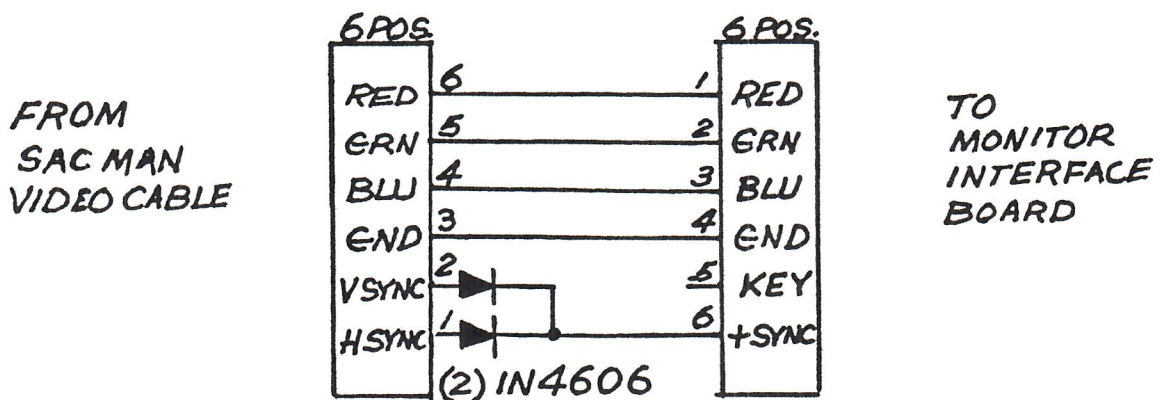 6 POS.
6 POS.
FROM
SAC MAN
VIDEO CABLE
RED 6
1 RED
GRN 5
2 GRN
BLU 4
3 BLU
GND 3
4 GND
VSYNC 2
5 KEY
HSYNC 1
6 +SYNC
(2) IN4606
TO
MONITOR
INTERFACE
BOARD